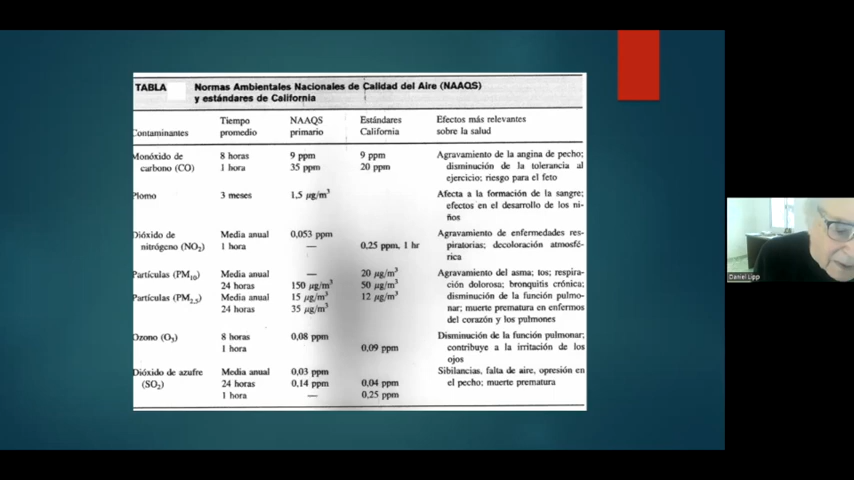 TABLA Normas Ambientales Nacionales de Calidad del Aire (NAAQS)
y estándares de California
Tiempo NAAQS Estándares Efectos más relevantes
Contaminantes promedio primario California sobre la salud
Monóxido de 8 horas 9 ppm 9 ppm Agravamiento de la angina de pecho;
carbono (CO) 1 hora 35 ppm 20 ppm disminución de la tolerancia al
ejercicio; riesgo para el feto
Plomo 3 meses 1,5 μg/m³ Afecta a la formación de la sangre;
efectos en el desarrollo de los ni-
ños
Dióxido de Media anual 0,053 ppm Agravamiento de enfermedades res-
nitrógeno (NO₂) 1 hora — 0,25 ppm, 1 hr piratorias; decoloración atmosfé-
rica
Partículas (PM₁₀) Media anual — 20 μg/m³ Agravamiento del asma; tos; respira-
24 horas 150 μg/m³ 50 μg/m³ ción dolorosa; bronquitis crónica;
Partículas (PM₂,₅) Media anual 15 μg/m³ 12 μg/m³ disminución de la función pulmo-
24 horas 35 μg/m³ nar; muerte prematura en enfermos
del corazón y los pulmones
Ozono (O₃) 8 horas 0,08 ppm Disminución de la función pulmonar;
1 hora 0,09 ppm contribuye a la irritación de los
ojos
Dióxido de azufre Media anual 0,03 ppm Sibilancias, falta de aire, opresión en
(SO₂) 24 horas 0,14 ppm 0,04 ppm el pecho; muerte prematura
1 hora — 0,25 ppm
Daniel Lipp